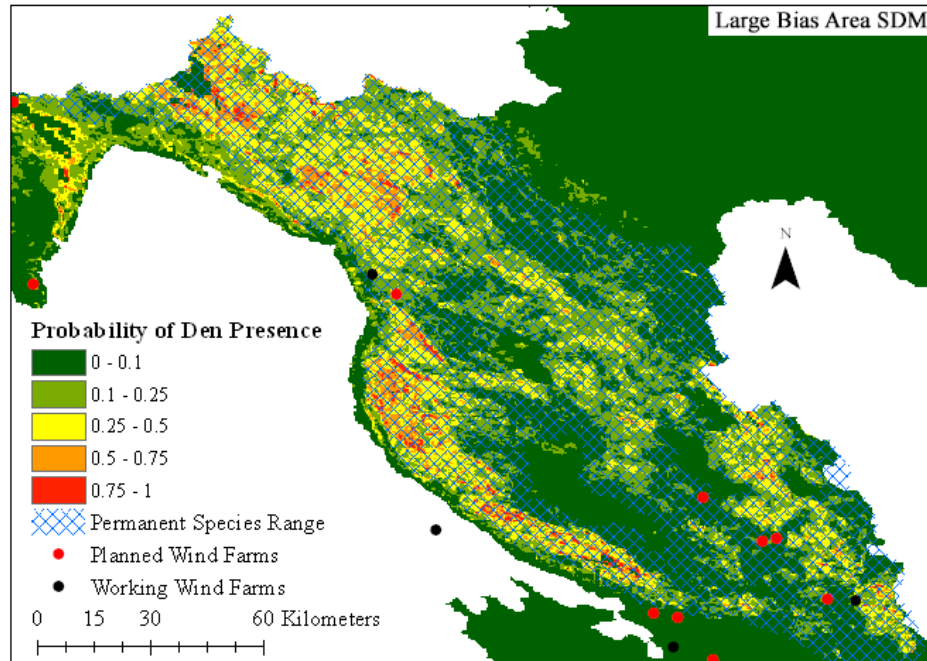 Large Bias Area SDM
N
Probability of Den Presence
0 - 0.1
0.1 - 0.25
0.25 - 0.5
0.5 - 0.75
0.75 - 1
Permanent Species Range
Planned Wind Farms
Working Wind Farms
0 15 30 60 Kilometers